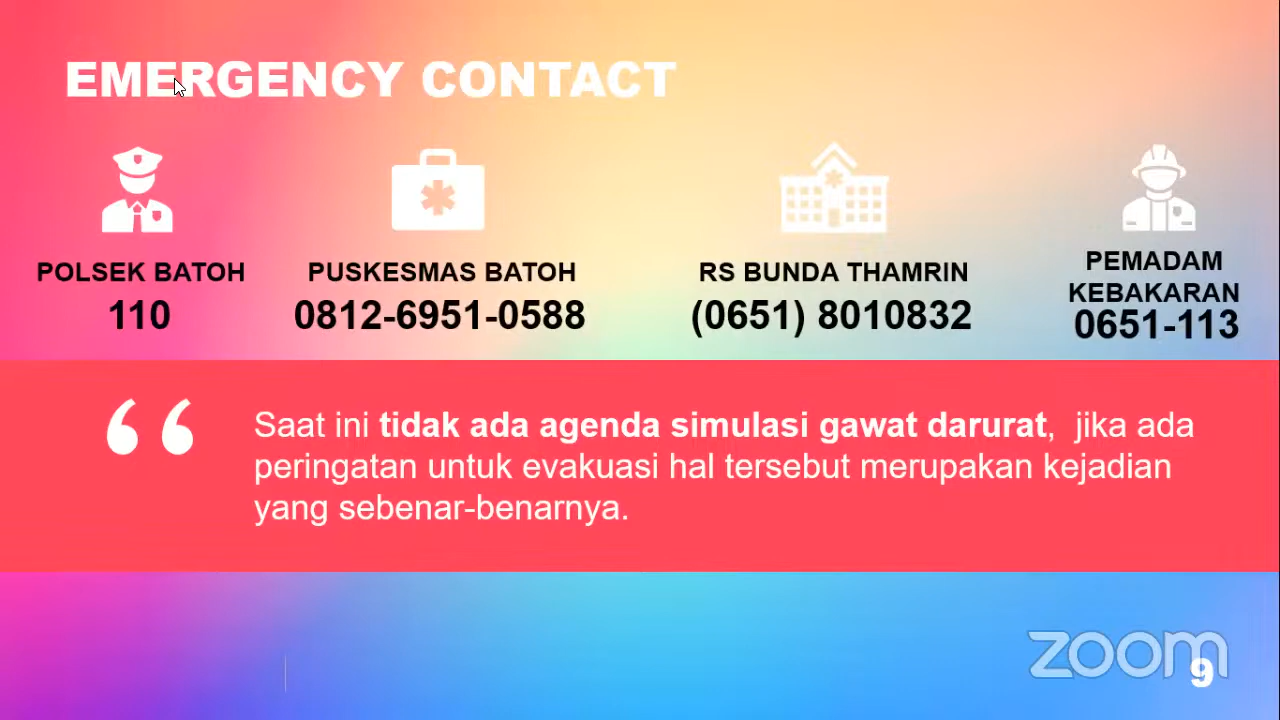 EMERGENCY CONTACT
POLSEK BATOH
110
PUSKESMAS BATOH
0812-6951-0588
RS BUNDA THAMRIN
(0651) 8010832
PEMADAM
KEBAKARAN
0651-113
“
Saat ini tidak ada agenda simulasi gawat darurat, jika ada
peringatan untuk evakuasi hal tersebut merupakan kejadian
yang sebenar-benarnya.
zoom
9